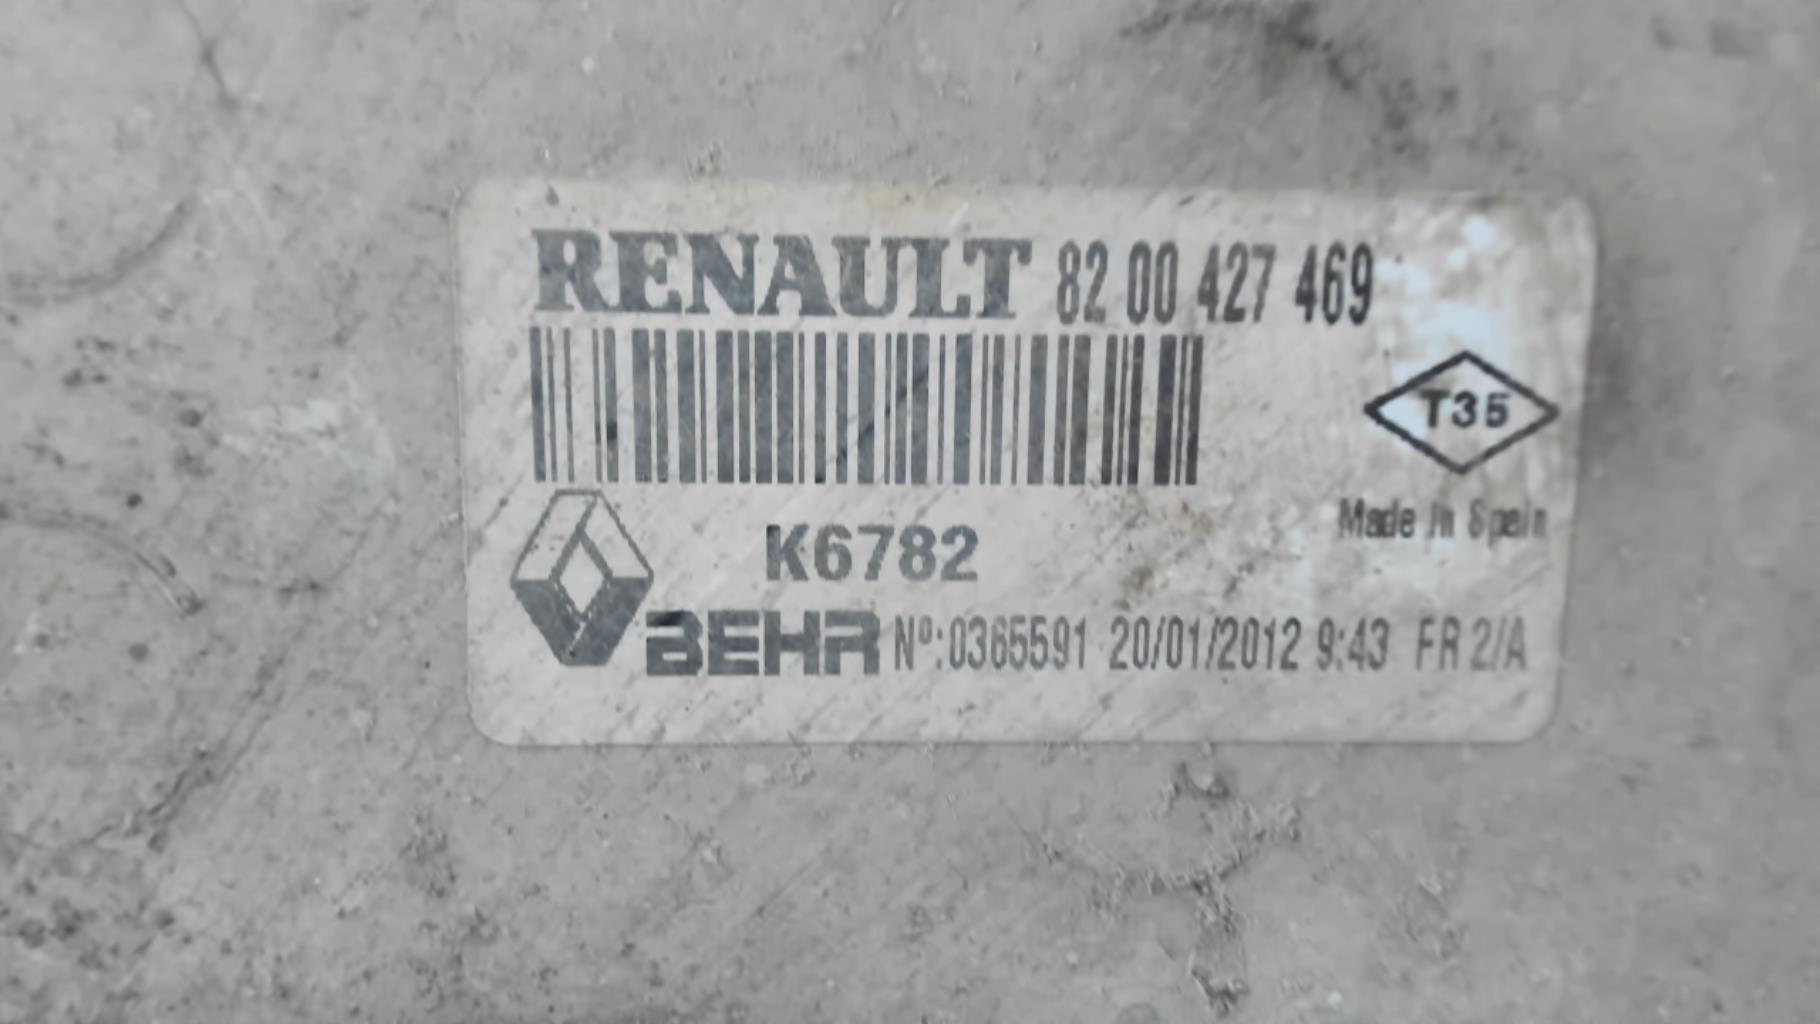 RENAULT 82 00 427 469
T35
Made In Spain
K6782
BEHR Nº:0365591 20/01/2012 9:43 FR 2/A